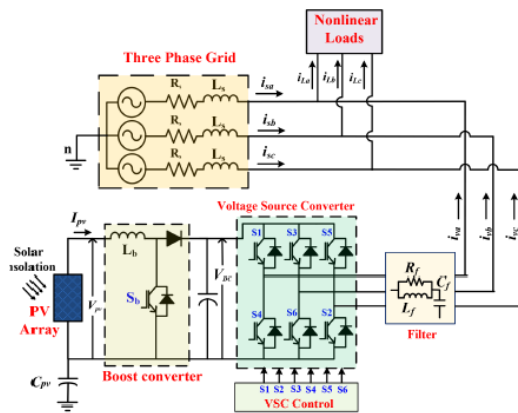 Nonlinear
Loads
Three Phase Grid
i_La
i_Lb
i_Lc
R_s
L_s
i_sa
R_s
L_s
i_sb
n
R_s
L_s
i_sc
Voltage Source Converter
I_pv
S1
S3
S5
i_va
i_vb
i_vc
Solar
L_b
V_DC
R_f
C_f
PV
Array
S_b
L_f
S4
S6
S2
Filter
C_pv
Boost converter
S1 S2 S3 S4 S5 S6
VSC Control